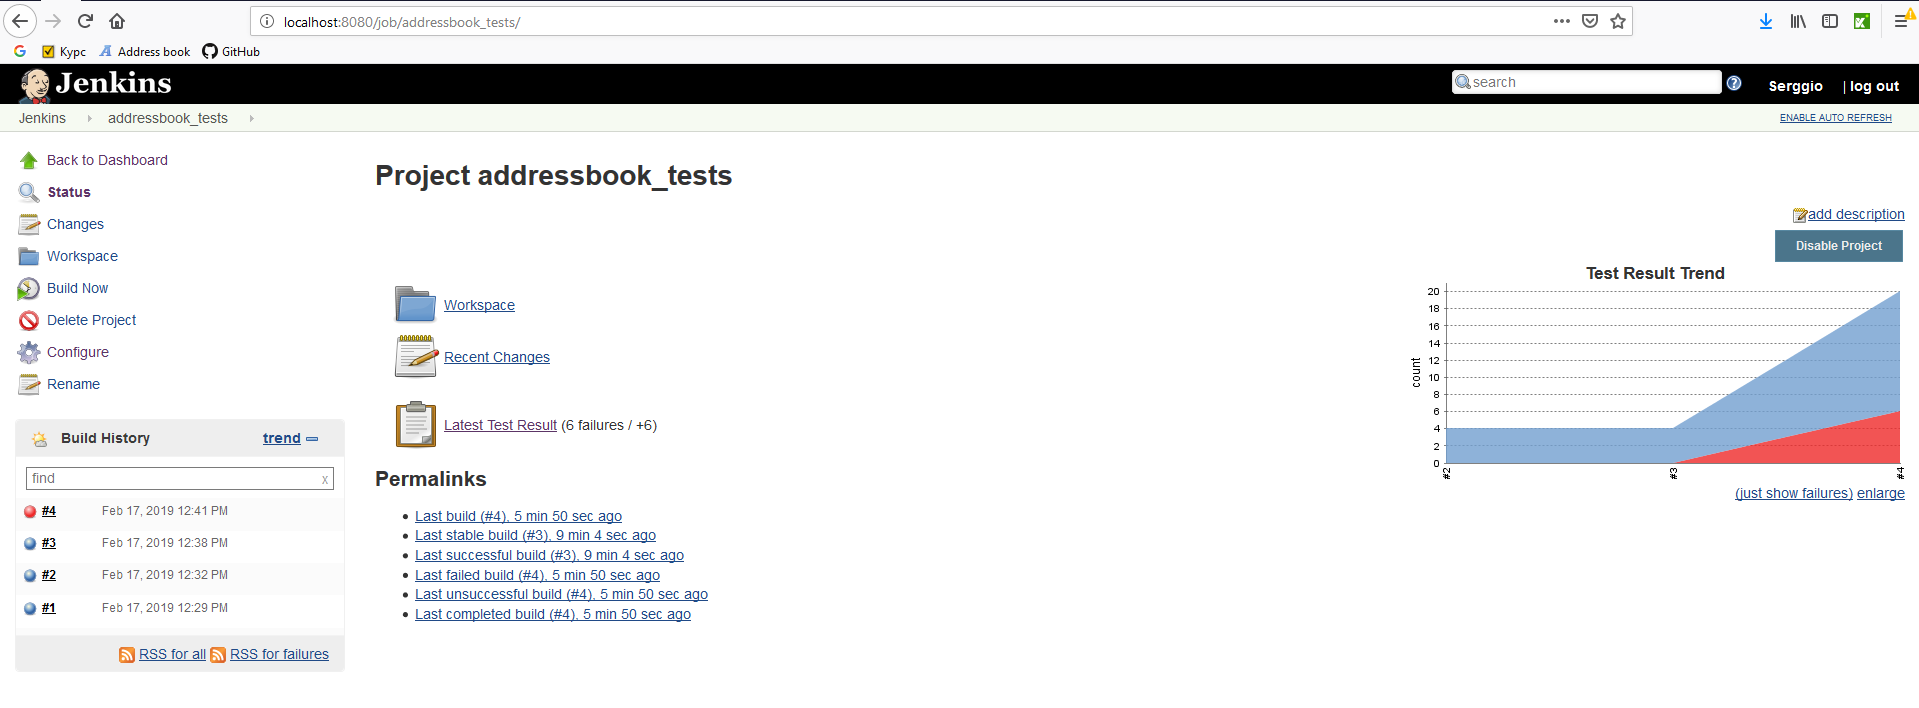 localhost:8080/job/addressbook_tests/
Курс Address book GitHub
Jenkins
search
Serggio | log out
Jenkins addressbook_tests
ENABLE AUTO REFRESH
Back to Dashboard
Status
Changes
Workspace
Build Now
Delete Project
Configure
Rename
Build History trend
find x
#4 Feb 17, 2019 12:41 PM
#3 Feb 17, 2019 12:38 PM
#2 Feb 17, 2019 12:32 PM
#1 Feb 17, 2019 12:29 PM
RSS for all RSS for failures
Project addressbook_tests
add description
Disable Project
Workspace
Recent Changes
Latest Test Result (6 failures / +6)
Permalinks
Last build (#4), 5 min 50 sec ago
Last stable build (#3), 9 min 4 sec ago
Last successful build (#3), 9 min 4 sec ago
Last failed build (#4), 5 min 50 sec ago
Last unsuccessful build (#4), 5 min 50 sec ago
Last completed build (#4), 5 min 50 sec ago
Test Result Trend
20
18
16
14
12
10
8
6
4
2
0
count
#2 #3 #4
(just show failures) enlarge